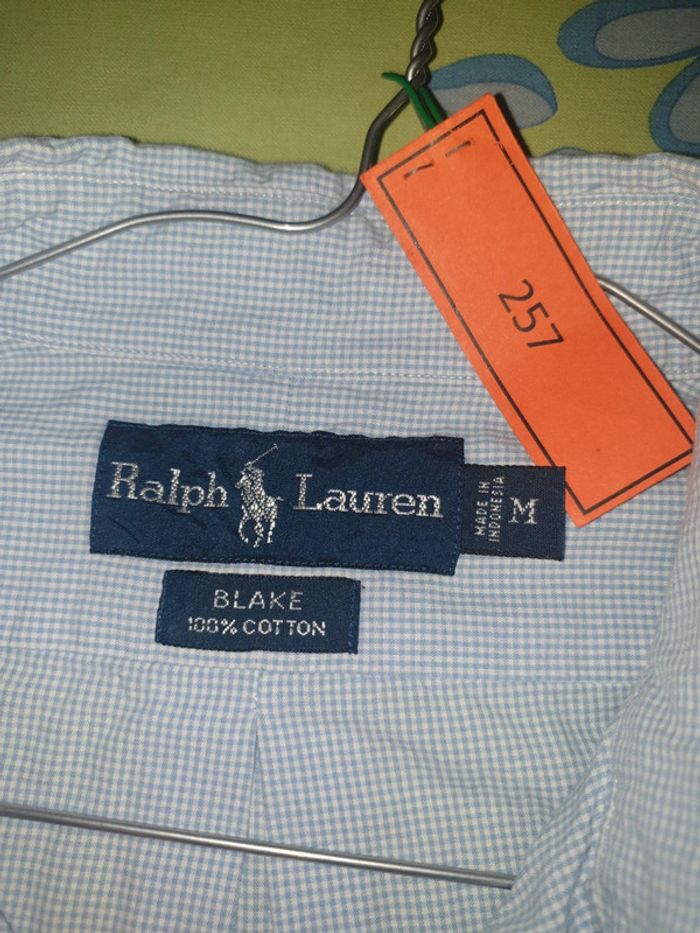 257
Ralph Lauren
MADE IN
INDONESIA
M
BLAKE
100% COTTON